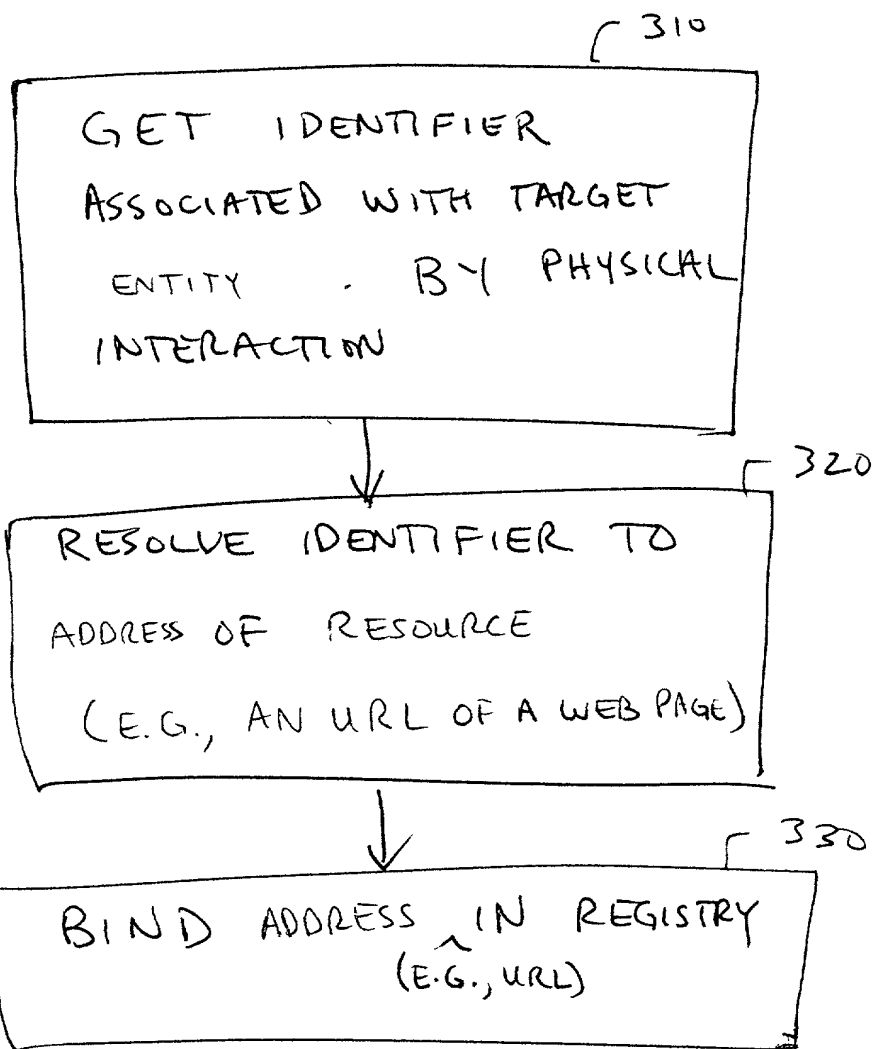 310
GET IDENTIFIER
ASSOCIATED WITH TARGET
ENTITY . BY PHYSICAL
INTERACTION
320
RESOLVE IDENTIFIER TO
ADDRESS OF RESOURCE
(E.G., AN URL OF A WEB PAGE)
330
BIND ADDRESS ^ IN REGISTRY
(E.G., URL)